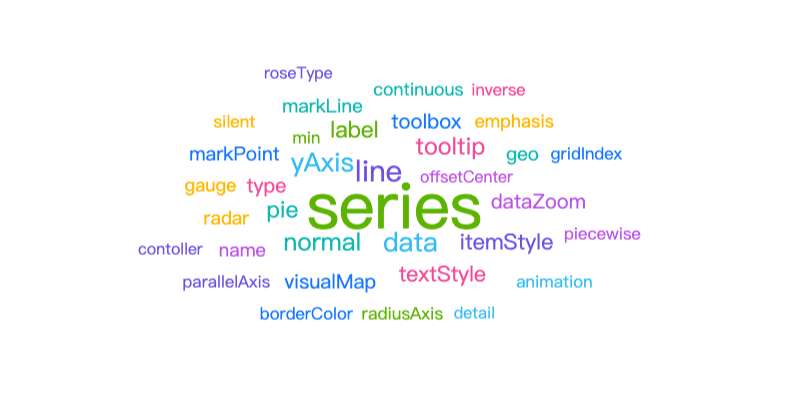 roseType
continuous
inverse
markLine
silent
min
label
toolbox
emphasis
markPoint
yAxis
line
tooltip
geo
gridIndex
gauge
type
offsetCenter
radar
pie
series
dataZoom
contoller
name
normal
data
itemStyle
piecewise
parallelAxis
visualMap
textStyle
animation
borderColor
radiusAxis
detail